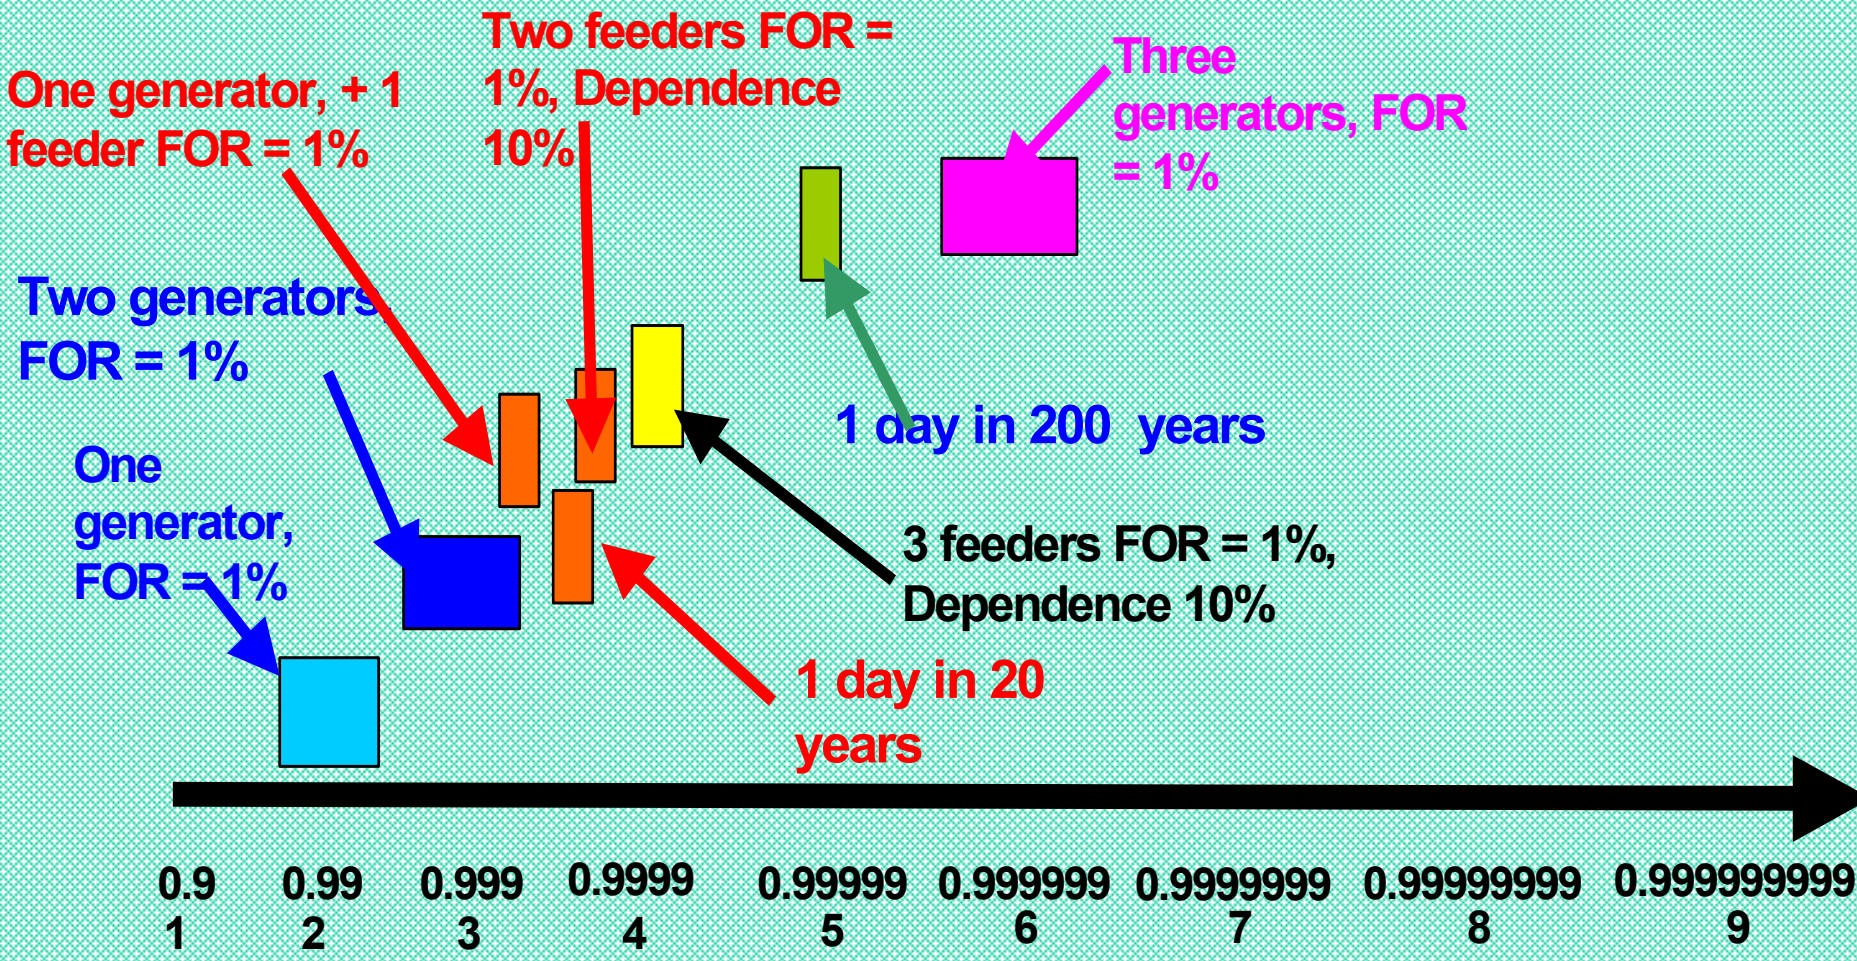 One generator, + 1
feeder FOR = 1%
Two feeders FOR =
1%, Dependence
10%
Three
generators, FOR
= 1%
Two generators,
FOR = 1%
One
generator,
FOR = 1%
1 day in 200 years
3 feeders FOR = 1%,
Dependence 10%
1 day in 20
years
0.9 0.99 0.999 0.9999 0.99999 0.999999 0.9999999 0.99999999 0.999999999
1 2 3 4 5 6 7 8 9